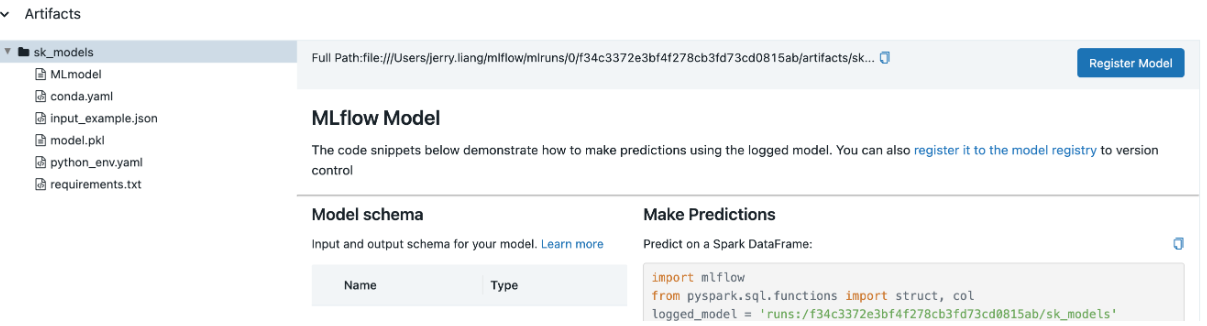 Artifacts
sk_models
MLmodel
conda.yaml
input_example.json
model.pkl
python_env.yaml
requirements.txt
Full Path:file:///Users/jerry.liang/mlflow/mlruns/0/f34c3372e3bf4f278cb3fd73cd0815ab/artifacts/sk...
Register Model
MLflow Model
The code snippets below demonstrate how to make predictions using the logged model. You can also register it to the model registry to version
control
Model schema
Input and output schema for your model. Learn more
Name Type
Make Predictions
Predict on a Spark DataFrame:
import mlflow
from pyspark.sql.functions import struct, col
logged_model = 'runs:/f34c3372e3bf4f278cb3fd73cd0815ab/sk_models'